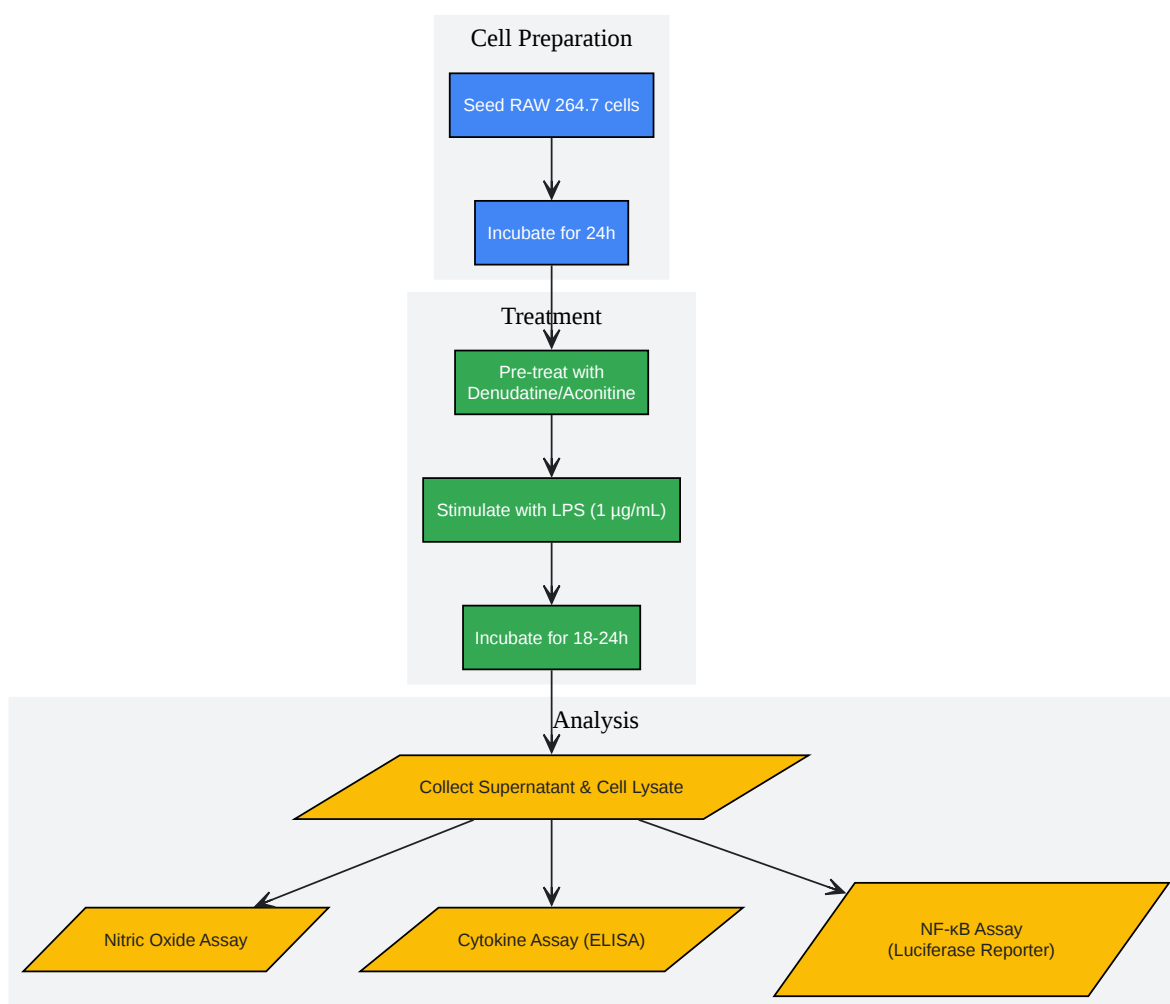 Cell Preparation
Seed RAW 264.7 cells
Incubate for 24h
Treatment
Pre-treat with
Denudatine/Aconitine
Stimulate with LPS (1 µg/mL)
Incubate for 18-24h
Analysis
Collect Supernatant & Cell Lysate
Nitric Oxide Assay
Cytokine Assay (ELISA)
NF-κB Assay
(Luciferase Reporter)